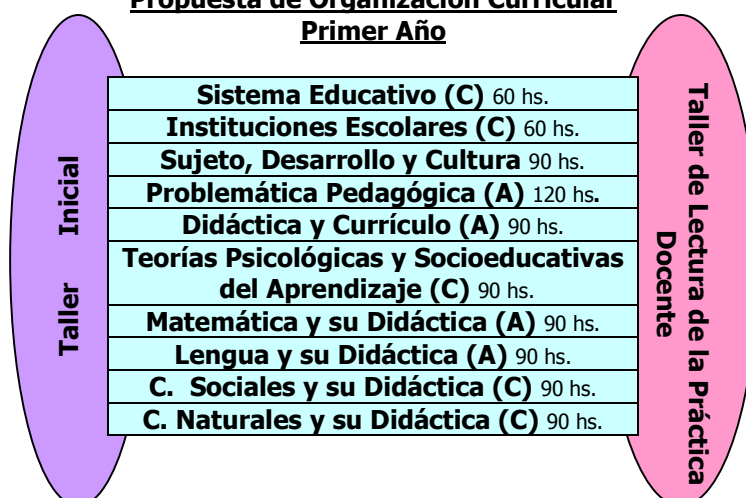 Propuesta de Organización Curricular
Primer Año
Taller Inicial
Sistema Educativo (C) 60 hs.
Instituciones Escolares (C) 60 hs.
Sujeto, Desarrollo y Cultura 90 hs.
Problemática Pedagógica (A) 120 hs.
Didáctica y Currículo (A) 90 hs.
Teorías Psicológicas y Socioeducativas
del Aprendizaje (C) 90 hs.
Matemática y su Didáctica (A) 90 hs.
Lengua y su Didáctica (A) 90 hs.
C. Sociales y su Didáctica (C) 90 hs.
C. Naturales y su Didáctica (C) 90 hs.
Taller de Lectura de la Práctica
Docente